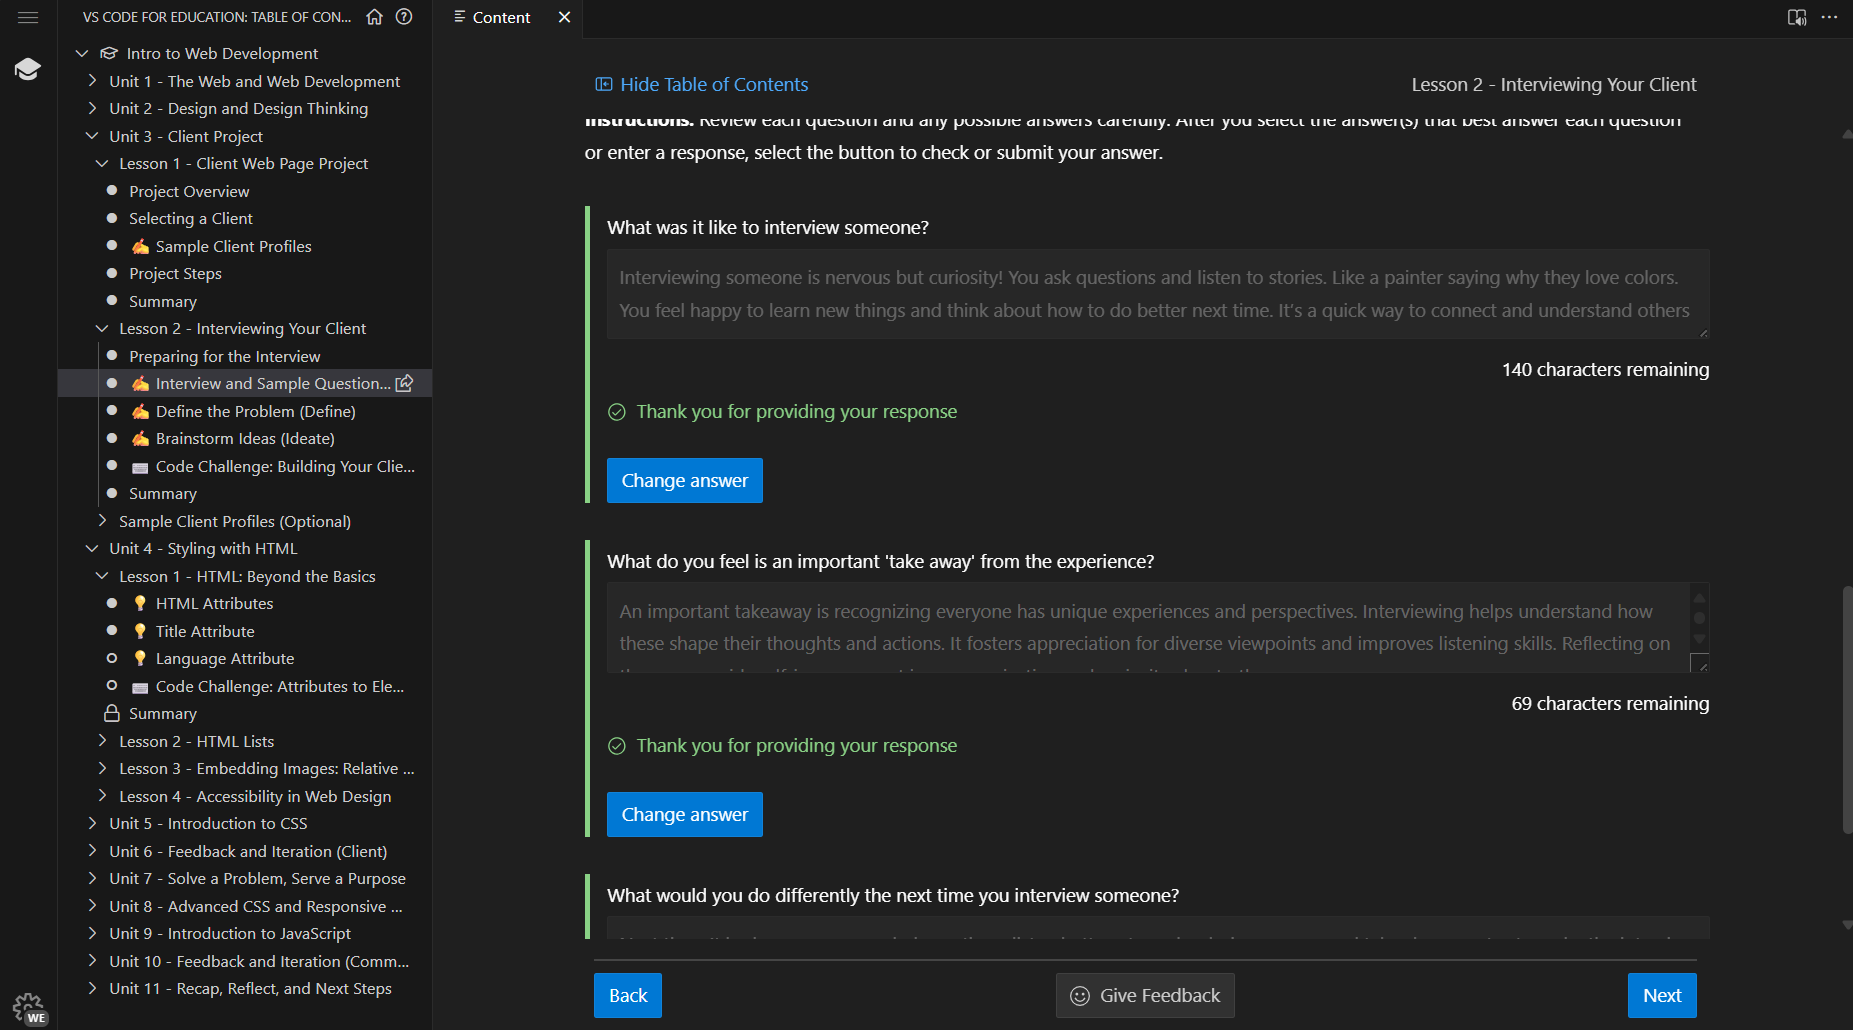 VS CODE FOR EDUCATION: TABLE OF CON...
Intro to Web Development
Unit 1 - The Web and Web Development
Unit 2 - Design and Design Thinking
Unit 3 - Client Project
Lesson 1 - Client Web Page Project
Project Overview
Selecting a Client
Sample Client Profiles
Project Steps
Summary
Lesson 2 - Interviewing Your Client
Preparing for the Interview
Interview and Sample Question...
Define the Problem (Define)
Brainstorm Ideas (Ideate)
Code Challenge: Building Your Clie...
Summary
Sample Client Profiles (Optional)
Unit 4 - Styling with HTML
Lesson 1 - HTML: Beyond the Basics
HTML Attributes
Title Attribute
Language Attribute
Code Challenge: Attributes to Ele...
Summary
Lesson 2 - HTML Lists
Lesson 3 - Embedding Images: Relative ...
Lesson 4 - Accessibility in Web Design
Unit 5 - Introduction to CSS
Unit 6 - Feedback and Iteration (Client)
Unit 7 - Solve a Problem, Serve a Purpose
Unit 8 - Advanced CSS and Responsive ...
Unit 9 - Introduction to JavaScript
Unit 10 - Feedback and Iteration (Comm...
Unit 11 - Recap, Reflect, and Next Steps
WE
Content
Hide Table of Contents
Lesson 2 - Interviewing Your Client
Instructions. Review each question and any possible answers carefully. After you select the answer(s) that best answer each question
or enter a response, select the button to check or submit your answer.
What was it like to interview someone?
Interviewing someone is nervous but curiosity! You ask questions and listen to stories. Like a painter saying why they love colors.
You feel happy to learn new things and think about how to do better next time. It's a quick way to connect and understand others
140 characters remaining
Thank you for providing your response
Change answer
What do you feel is an important 'take away' from the experience?
An important takeaway is recognizing everyone has unique experiences and perspectives. Interviewing helps understand how
these shape their thoughts and actions. It fosters appreciation for diverse viewpoints and improves listening skills. Reflecting on
69 characters remaining
Thank you for providing your response
Change answer
What would you do differently the next time you interview someone?
Back
Give Feedback
Next